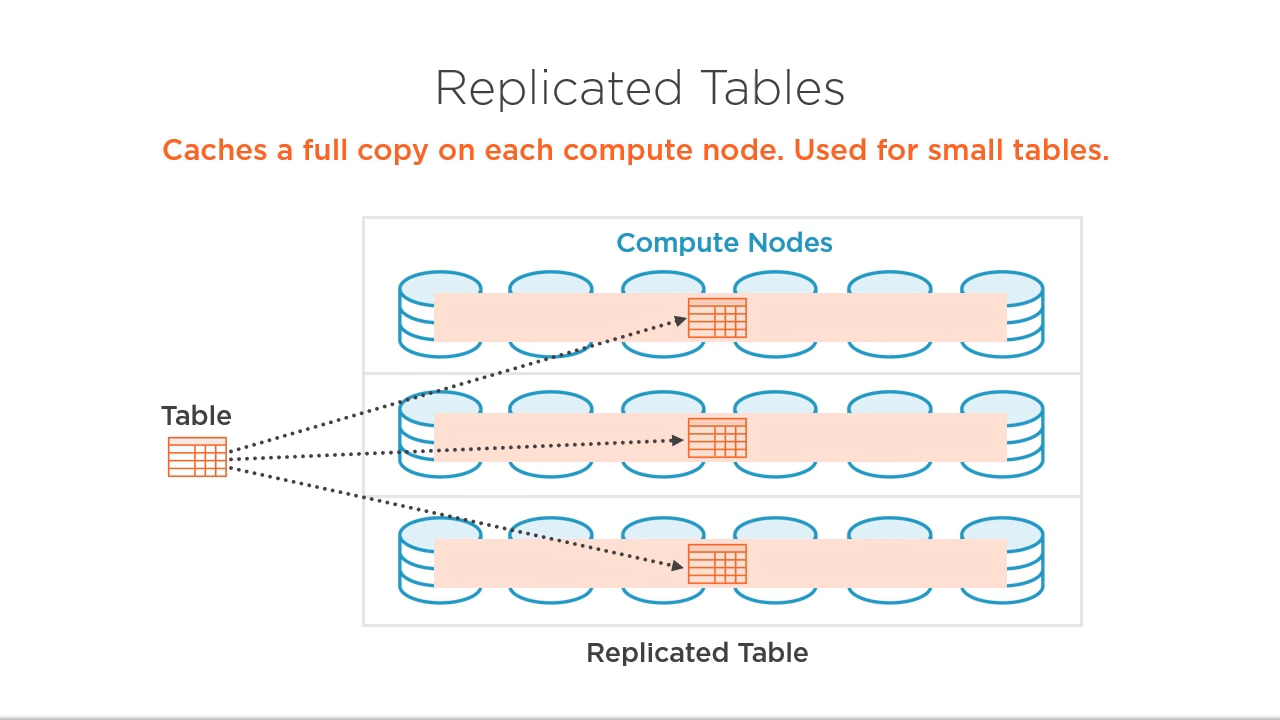 Replicated Tables
Caches a full copy on each compute node. Used for small tables.
Compute Nodes
Table
Replicated Table